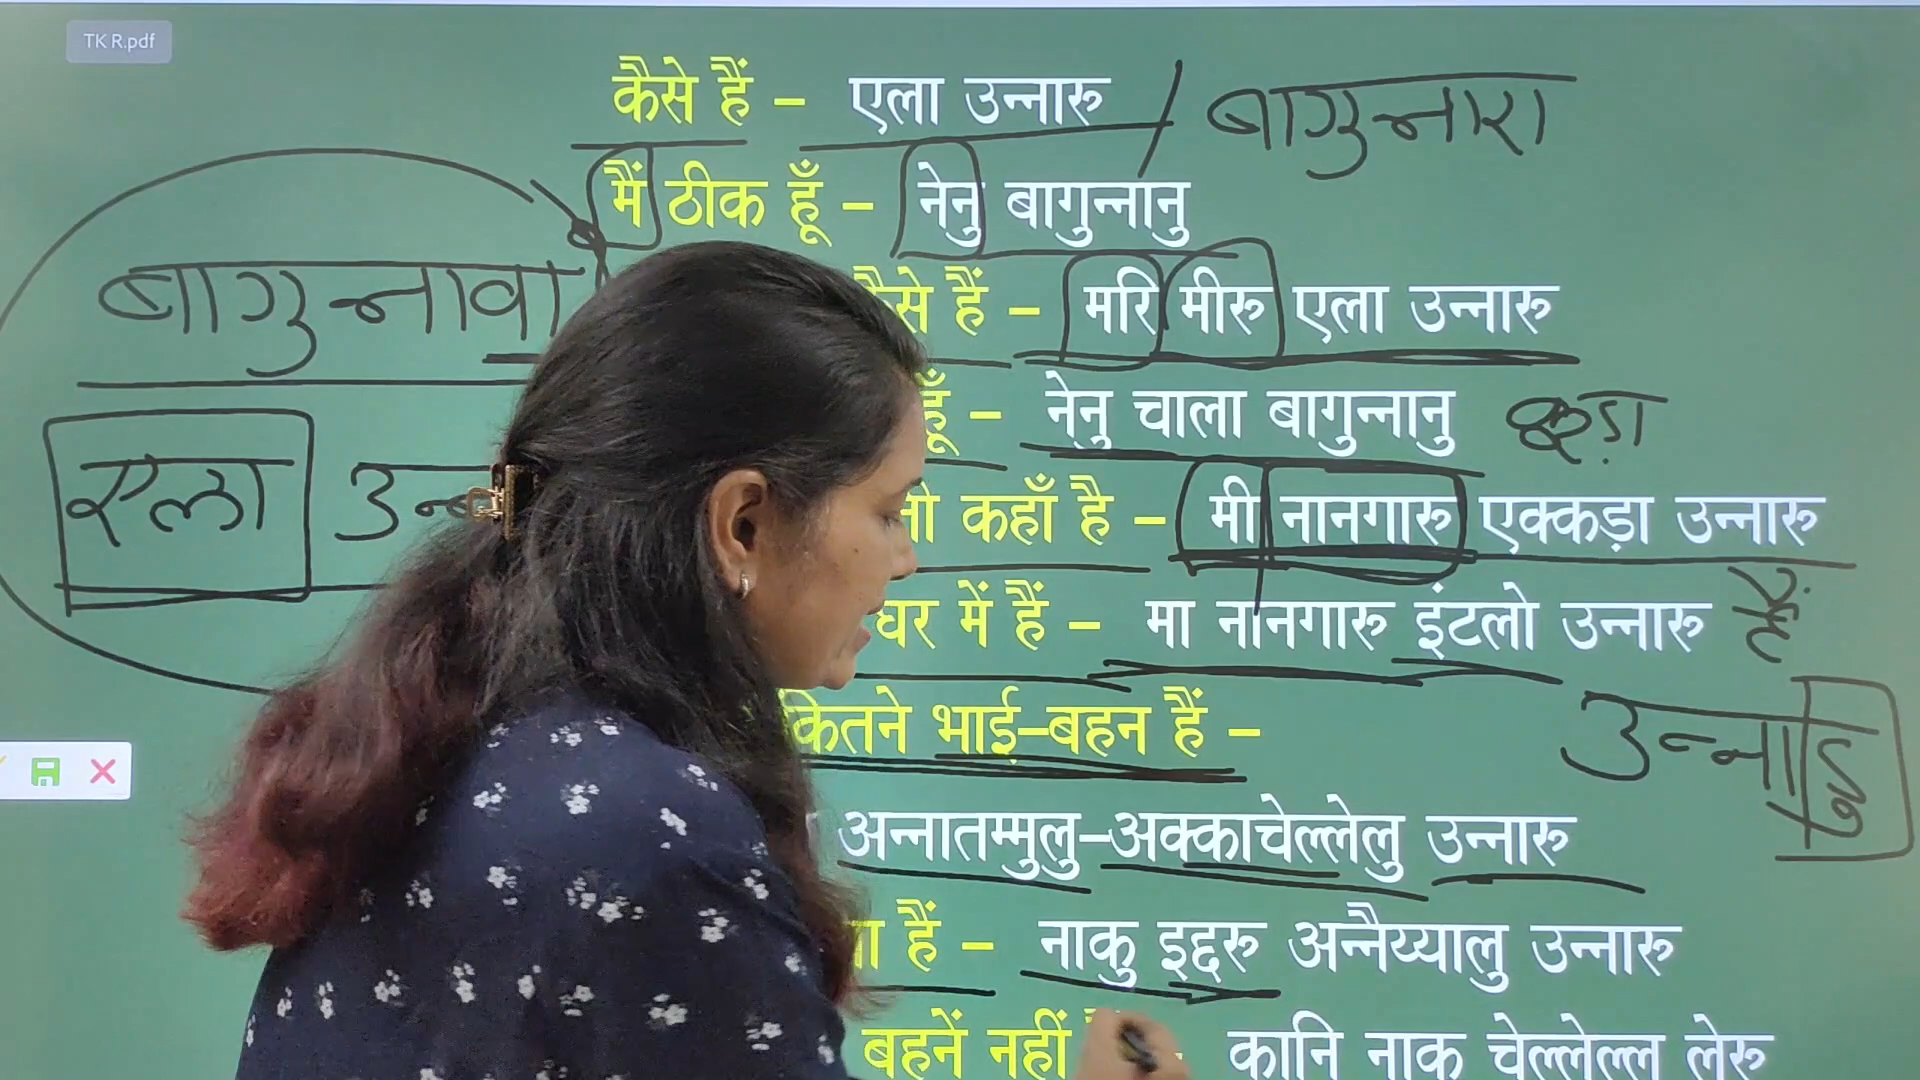 TK R.pdf
कैसे हैं – एला उन्नारू / बागुन्नारा
मैं ठीक हूँ – नेनु बागुन्नानु
बागुन्नावा
हैं – मरि मीरू एला उन्नारू
हूँ – नेनु चाला बागुन्नानु
एला
कहाँ है – मी नानगारू एक्कड़ा उन्नारू
घर में हैं – मा नानगारू इंटलो उन्नारू हैं
कितने भाई–बहन हैं –
उन्नाडु
अन्नातम्मुलु–अक्काचेल्लेलु उन्नारू
हैं – नाकु इद्दरू अन्नैय्यालु उन्नारू
बहनें नहीं – कानि नाकु चेल्लेल्लु लेरू